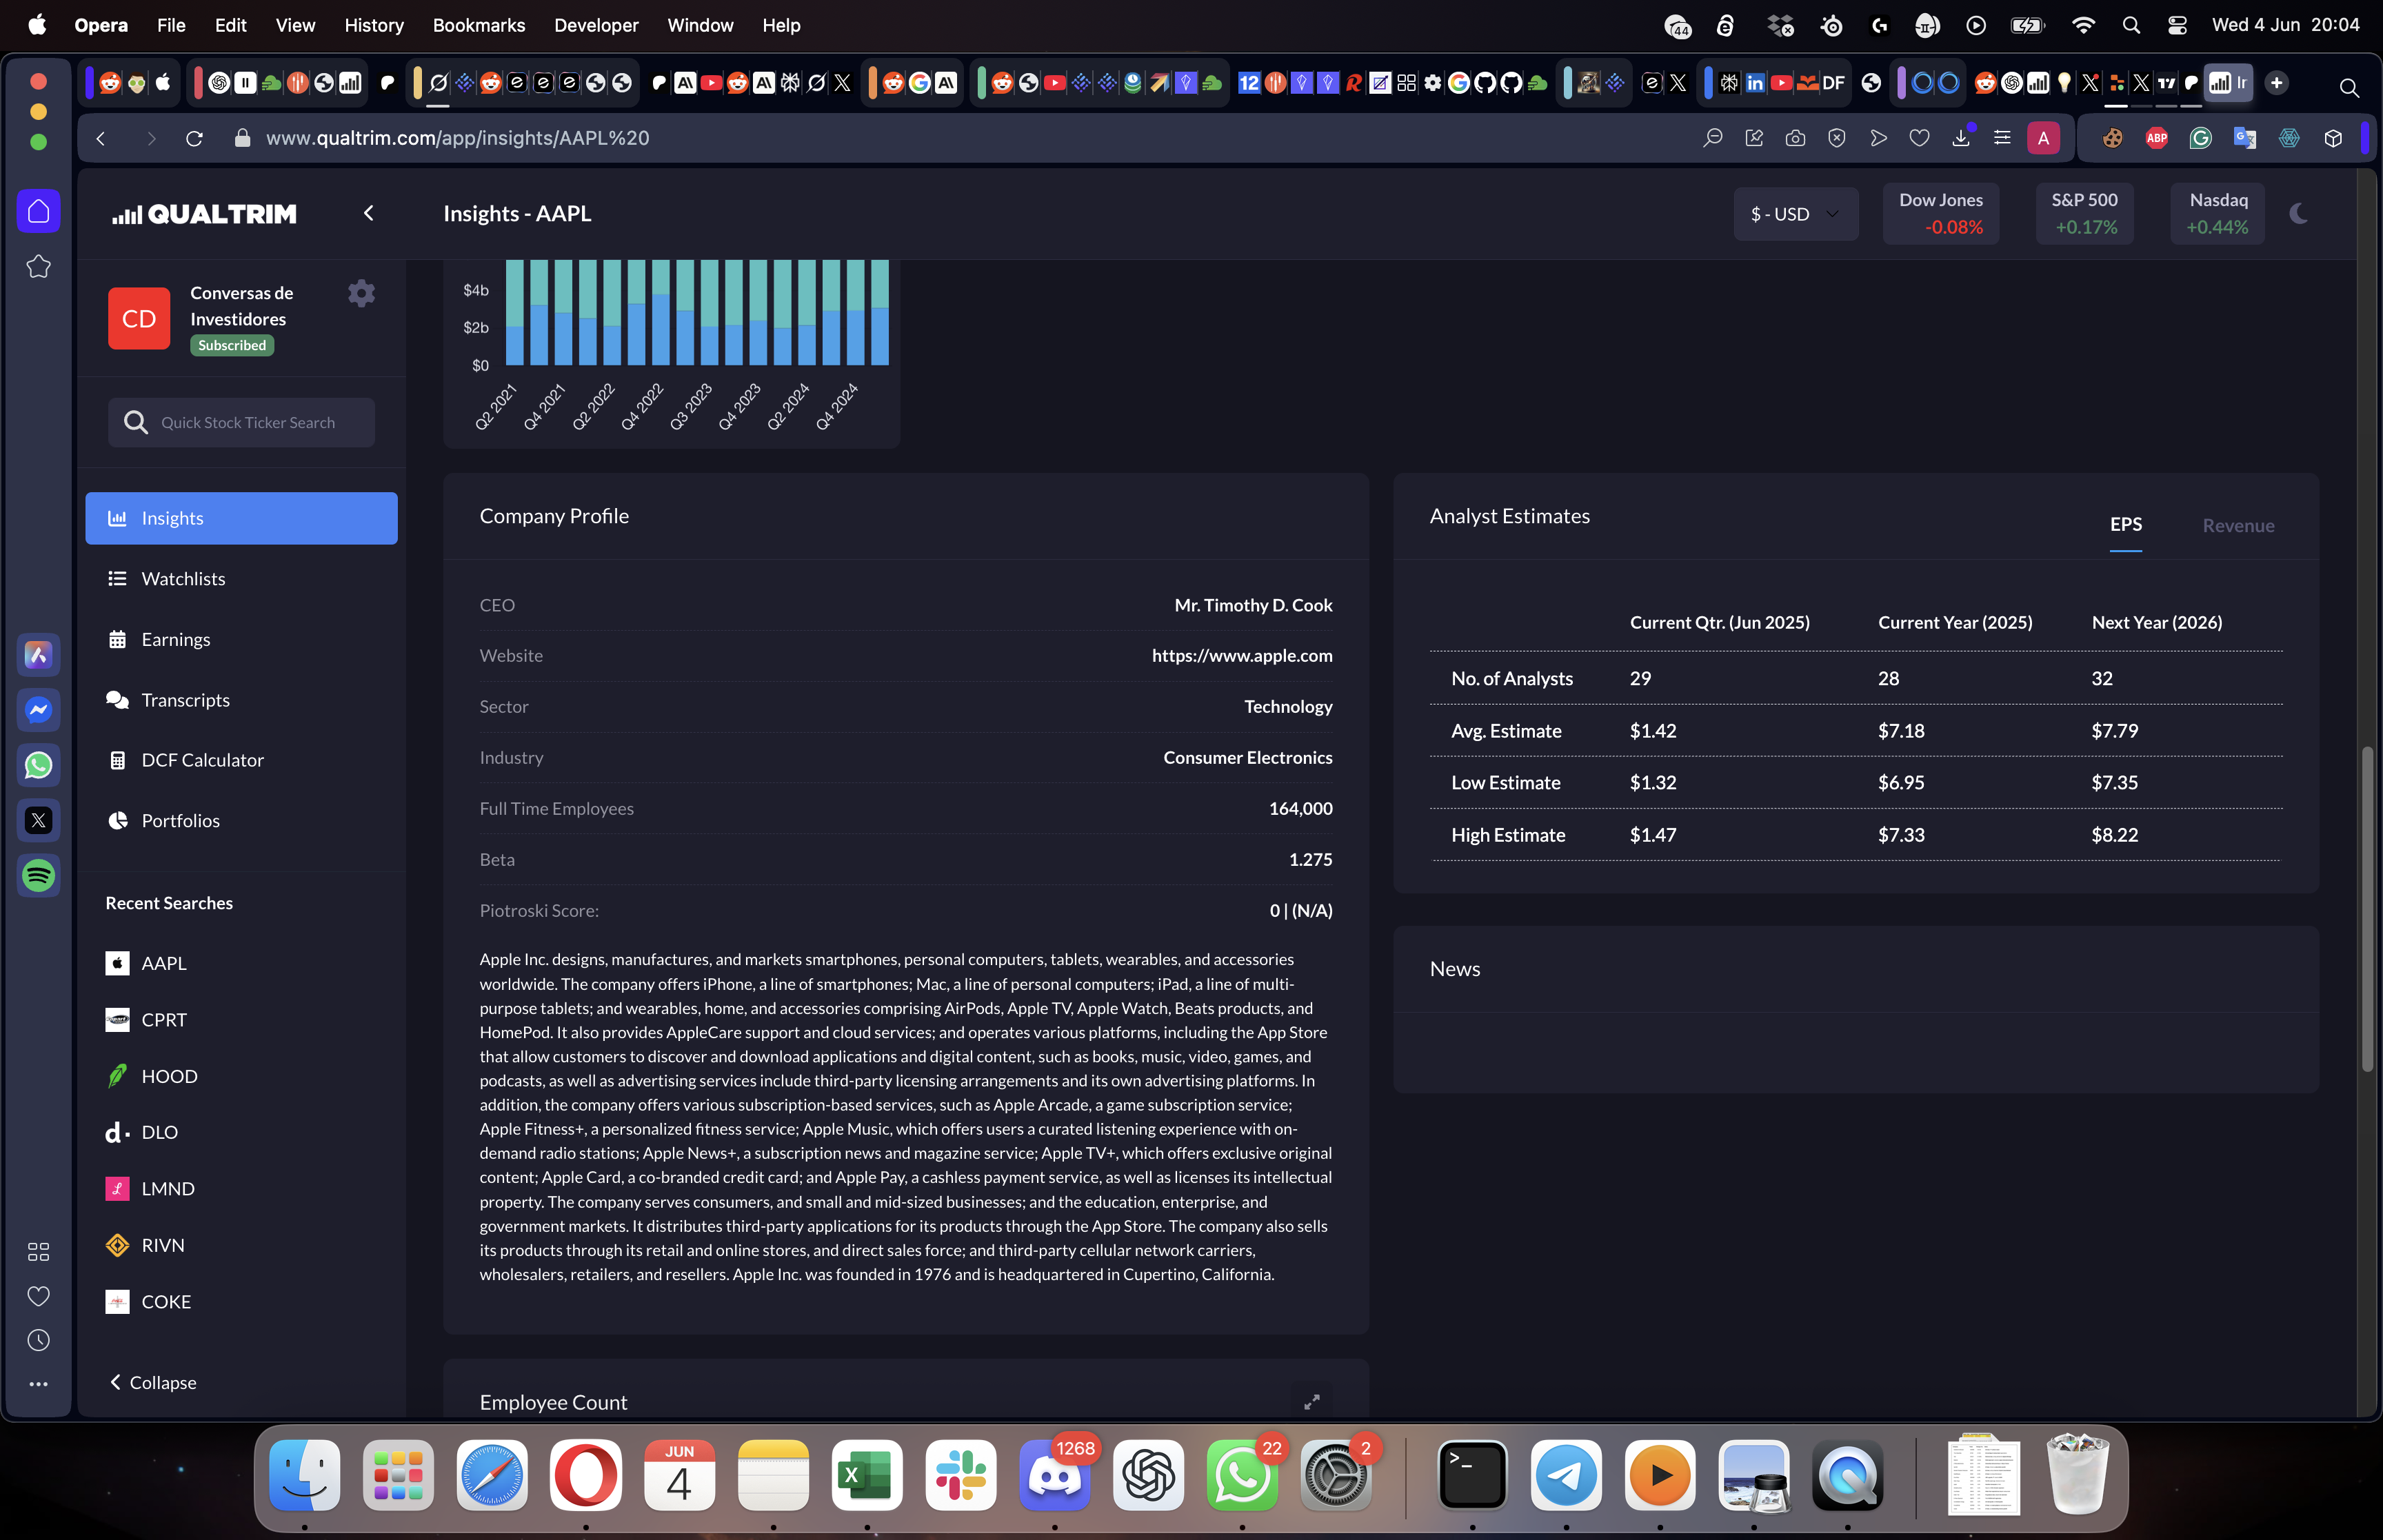 Opera File Edit View History Bookmarks Developer Window Help
44
Wed 4 Jun 20:04
12
DF
Ir
www.qualtrim.com/app/insights/AAPL%20
A
ABP
QUALTRIM
Insights - AAPL
$ - USD
Dow Jones
-0.08%
S&P 500
+0.17%
Nasdaq
+0.44%
CD
Conversas de
Investidores
Subscribed
Quick Stock Ticker Search
Insights
Watchlists
Earnings
Transcripts
DCF Calculator
Portfolios
Recent Searches
AAPL
CPRT
HOOD
DLO
LMND
RIVN
COKE
Collapse
$4b
$2b
$0
Q2 2021
Q4 2021
Q2 2022
Q4 2022
Q3 2023
Q4 2023
Q2 2024
Q4 2024
Company Profile
CEO Mr. Timothy D. Cook
Website https://www.apple.com
Sector Technology
Industry Consumer Electronics
Full Time Employees 164,000
Beta 1.275
Piotroski Score: 0 | (N/A)
Apple Inc. designs, manufactures, and markets smartphones, personal computers, tablets, wearables, and accessories
worldwide. The company offers iPhone, a line of smartphones; Mac, a line of personal computers; iPad, a line of multi-
purpose tablets; and wearables, home, and accessories comprising AirPods, Apple TV, Apple Watch, Beats products, and
HomePod. It also provides AppleCare support and cloud services; and operates various platforms, including the App Store
that allow customers to discover and download applications and digital content, such as books, music, video, games, and
podcasts, as well as advertising services include third-party licensing arrangements and its own advertising platforms. In
addition, the company offers various subscription-based services, such as Apple Arcade, a game subscription service;
Apple Fitness+, a personalized fitness service; Apple Music, which offers users a curated listening experience with on-
demand radio stations; Apple News+, a subscription news and magazine service; Apple TV+, which offers exclusive original
content; Apple Card, a co-branded credit card; and Apple Pay, a cashless payment service, as well as licenses its intellectual
property. The company serves consumers, and small and mid-sized businesses; and the education, enterprise, and
government markets. It distributes third-party applications for its products through the App Store. The company also sells
its products through its retail and online stores, and direct sales force; and third-party cellular network carriers,
wholesalers, retailers, and resellers. Apple Inc. was founded in 1976 and is headquartered in Cupertino, California.
Employee Count
Analyst Estimates
EPS Revenue
Current Qtr. (Jun 2025) Current Year (2025) Next Year (2026)
No. of Analysts 29 28 32
Avg. Estimate $1.42 $7.18 $7.79
Low Estimate $1.32 $6.95 $7.35
High Estimate $1.47 $7.33 $8.22
News
JUN
4
1268
22
2